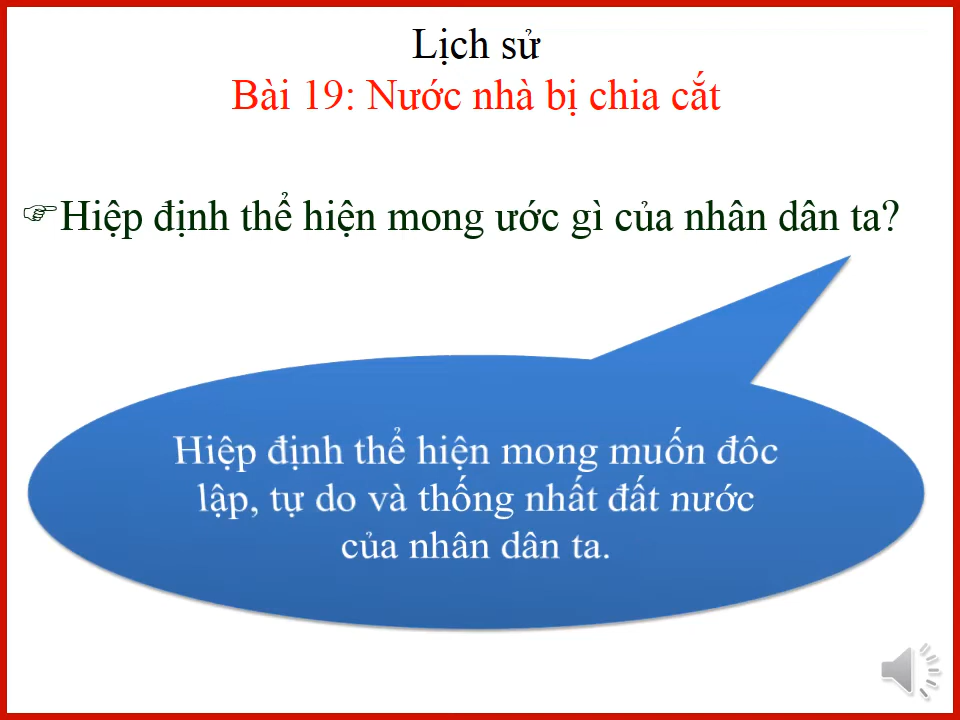 Lịch sử
Bài 19: Nước nhà bị chia cắt
☞Hiệp định thể hiện mong ước gì của nhân dân ta?
Hiệp định thể hiện mong muốn đôc
lập, tự do và thống nhất đất nước
của nhân dân ta.